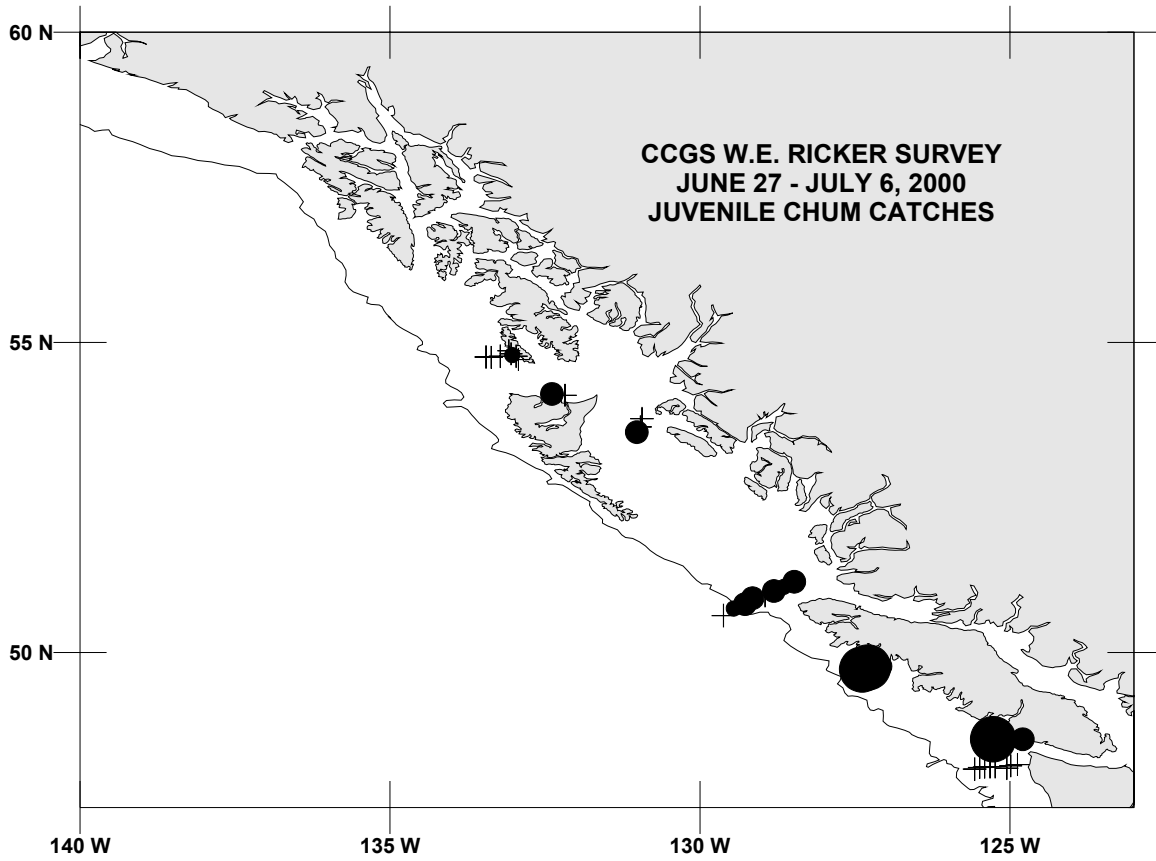 60 N
CCGS W.E. RICKER SURVEY
JUNE 27 - JULY 6, 2000
JUVENILE CHUM CATCHES
55 N
50 N
140 W
135 W
130 W
125 W